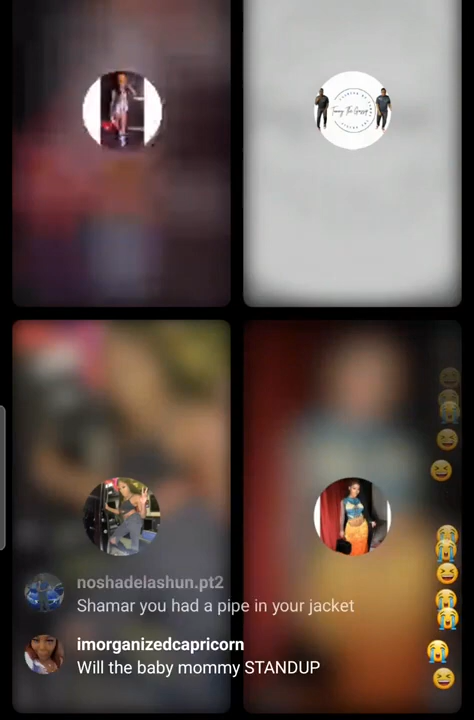 noshadelashun.pt2
Shamar you had a pipe in your jacket
imorganizedcapricorn
Will the baby mommy STANDUP